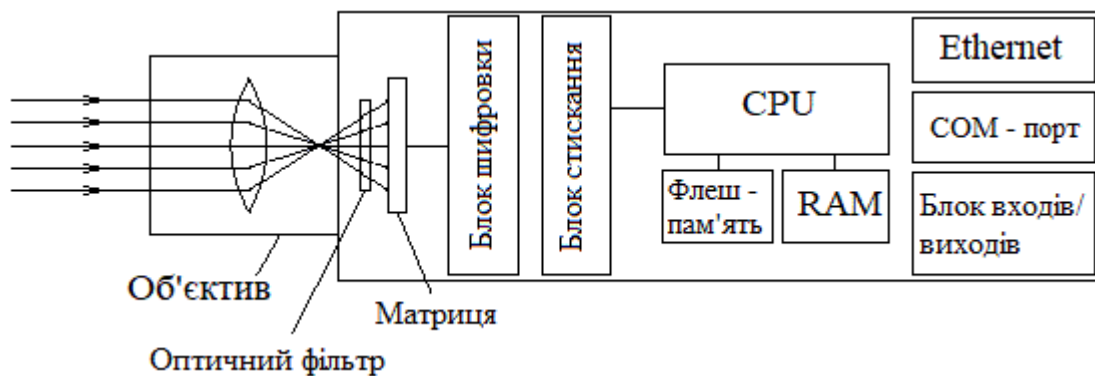 Блок шифровки
Блок стискання
CPU
Флеш -
пам'ять
RAM
Ethernet
COM - порт
Блок входів/
виходів
Об'єктив
Матриця
Оптичний фільтр